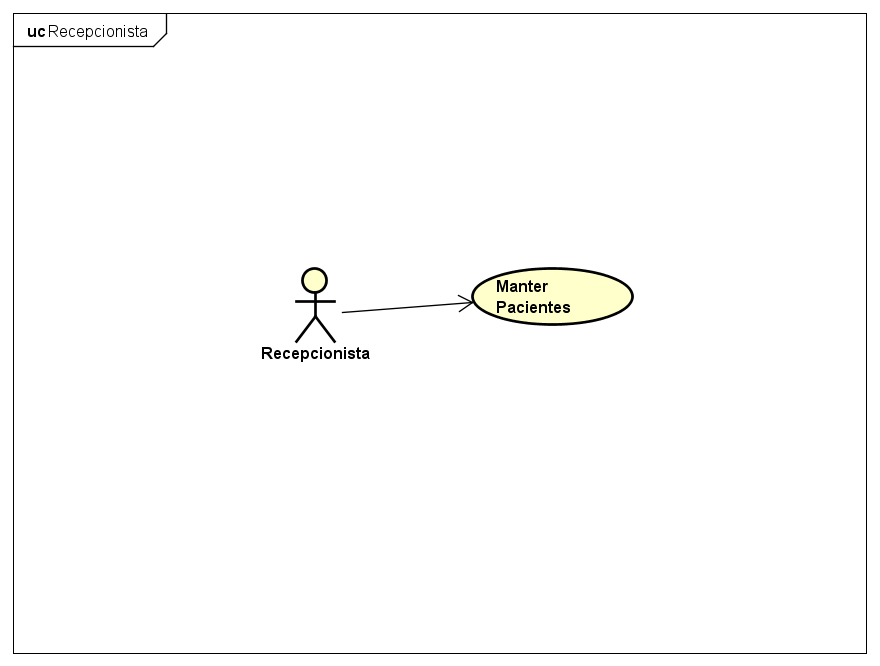 uc Recepcionista
Manter
Pacientes
Recepcionista